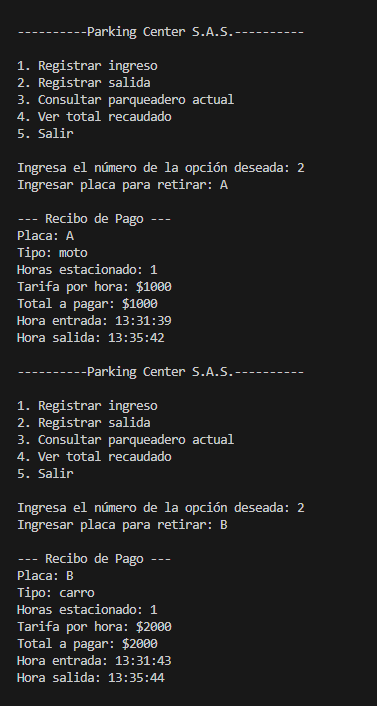 ----------Parking Center S.A.S.----------
1. Registrar ingreso
2. Registrar salida
3. Consultar parqueadero actual
4. Ver total recaudado
5. Salir
Ingresa el número de la opción deseada: 2
Ingresar placa para retirar: A
--- Recibo de Pago ---
Placa: A
Tipo: moto
Horas estacionado: 1
Tarifa por hora: $1000
Total a pagar: $1000
Hora entrada: 13:31:39
Hora salida: 13:35:42
----------Parking Center S.A.S.----------
1. Registrar ingreso
2. Registrar salida
3. Consultar parqueadero actual
4. Ver total recaudado
5. Salir
Ingresa el número de la opción deseada: 2
Ingresar placa para retirar: B
--- Recibo de Pago ---
Placa: B
Tipo: carro
Horas estacionado: 1
Tarifa por hora: $2000
Total a pagar: $2000
Hora entrada: 13:31:43
Hora salida: 13:35:44